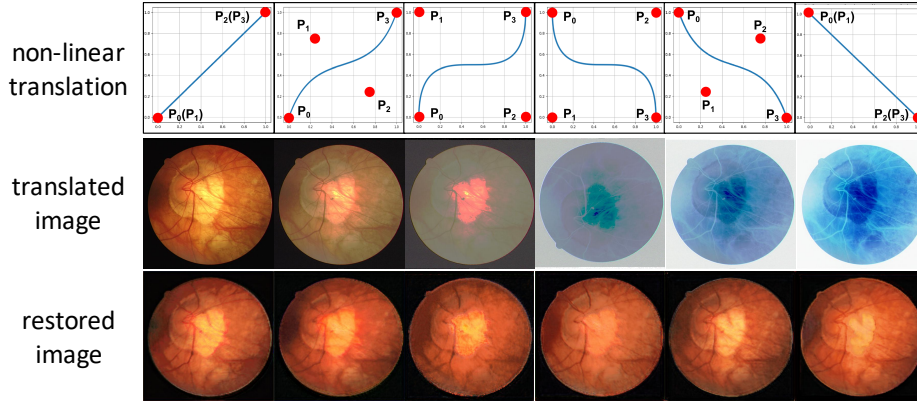 non-linear
translation
P₂(P₃)
P₀(P₁)
P₁
P₃
P₀
P₂
P₁
P₃
P₀
P₂
P₀
P₂
P₁
P₃
P₀
P₂
P₁
P₃
P₀(P₁)
P₂(P₃)
translated
image
restored
image